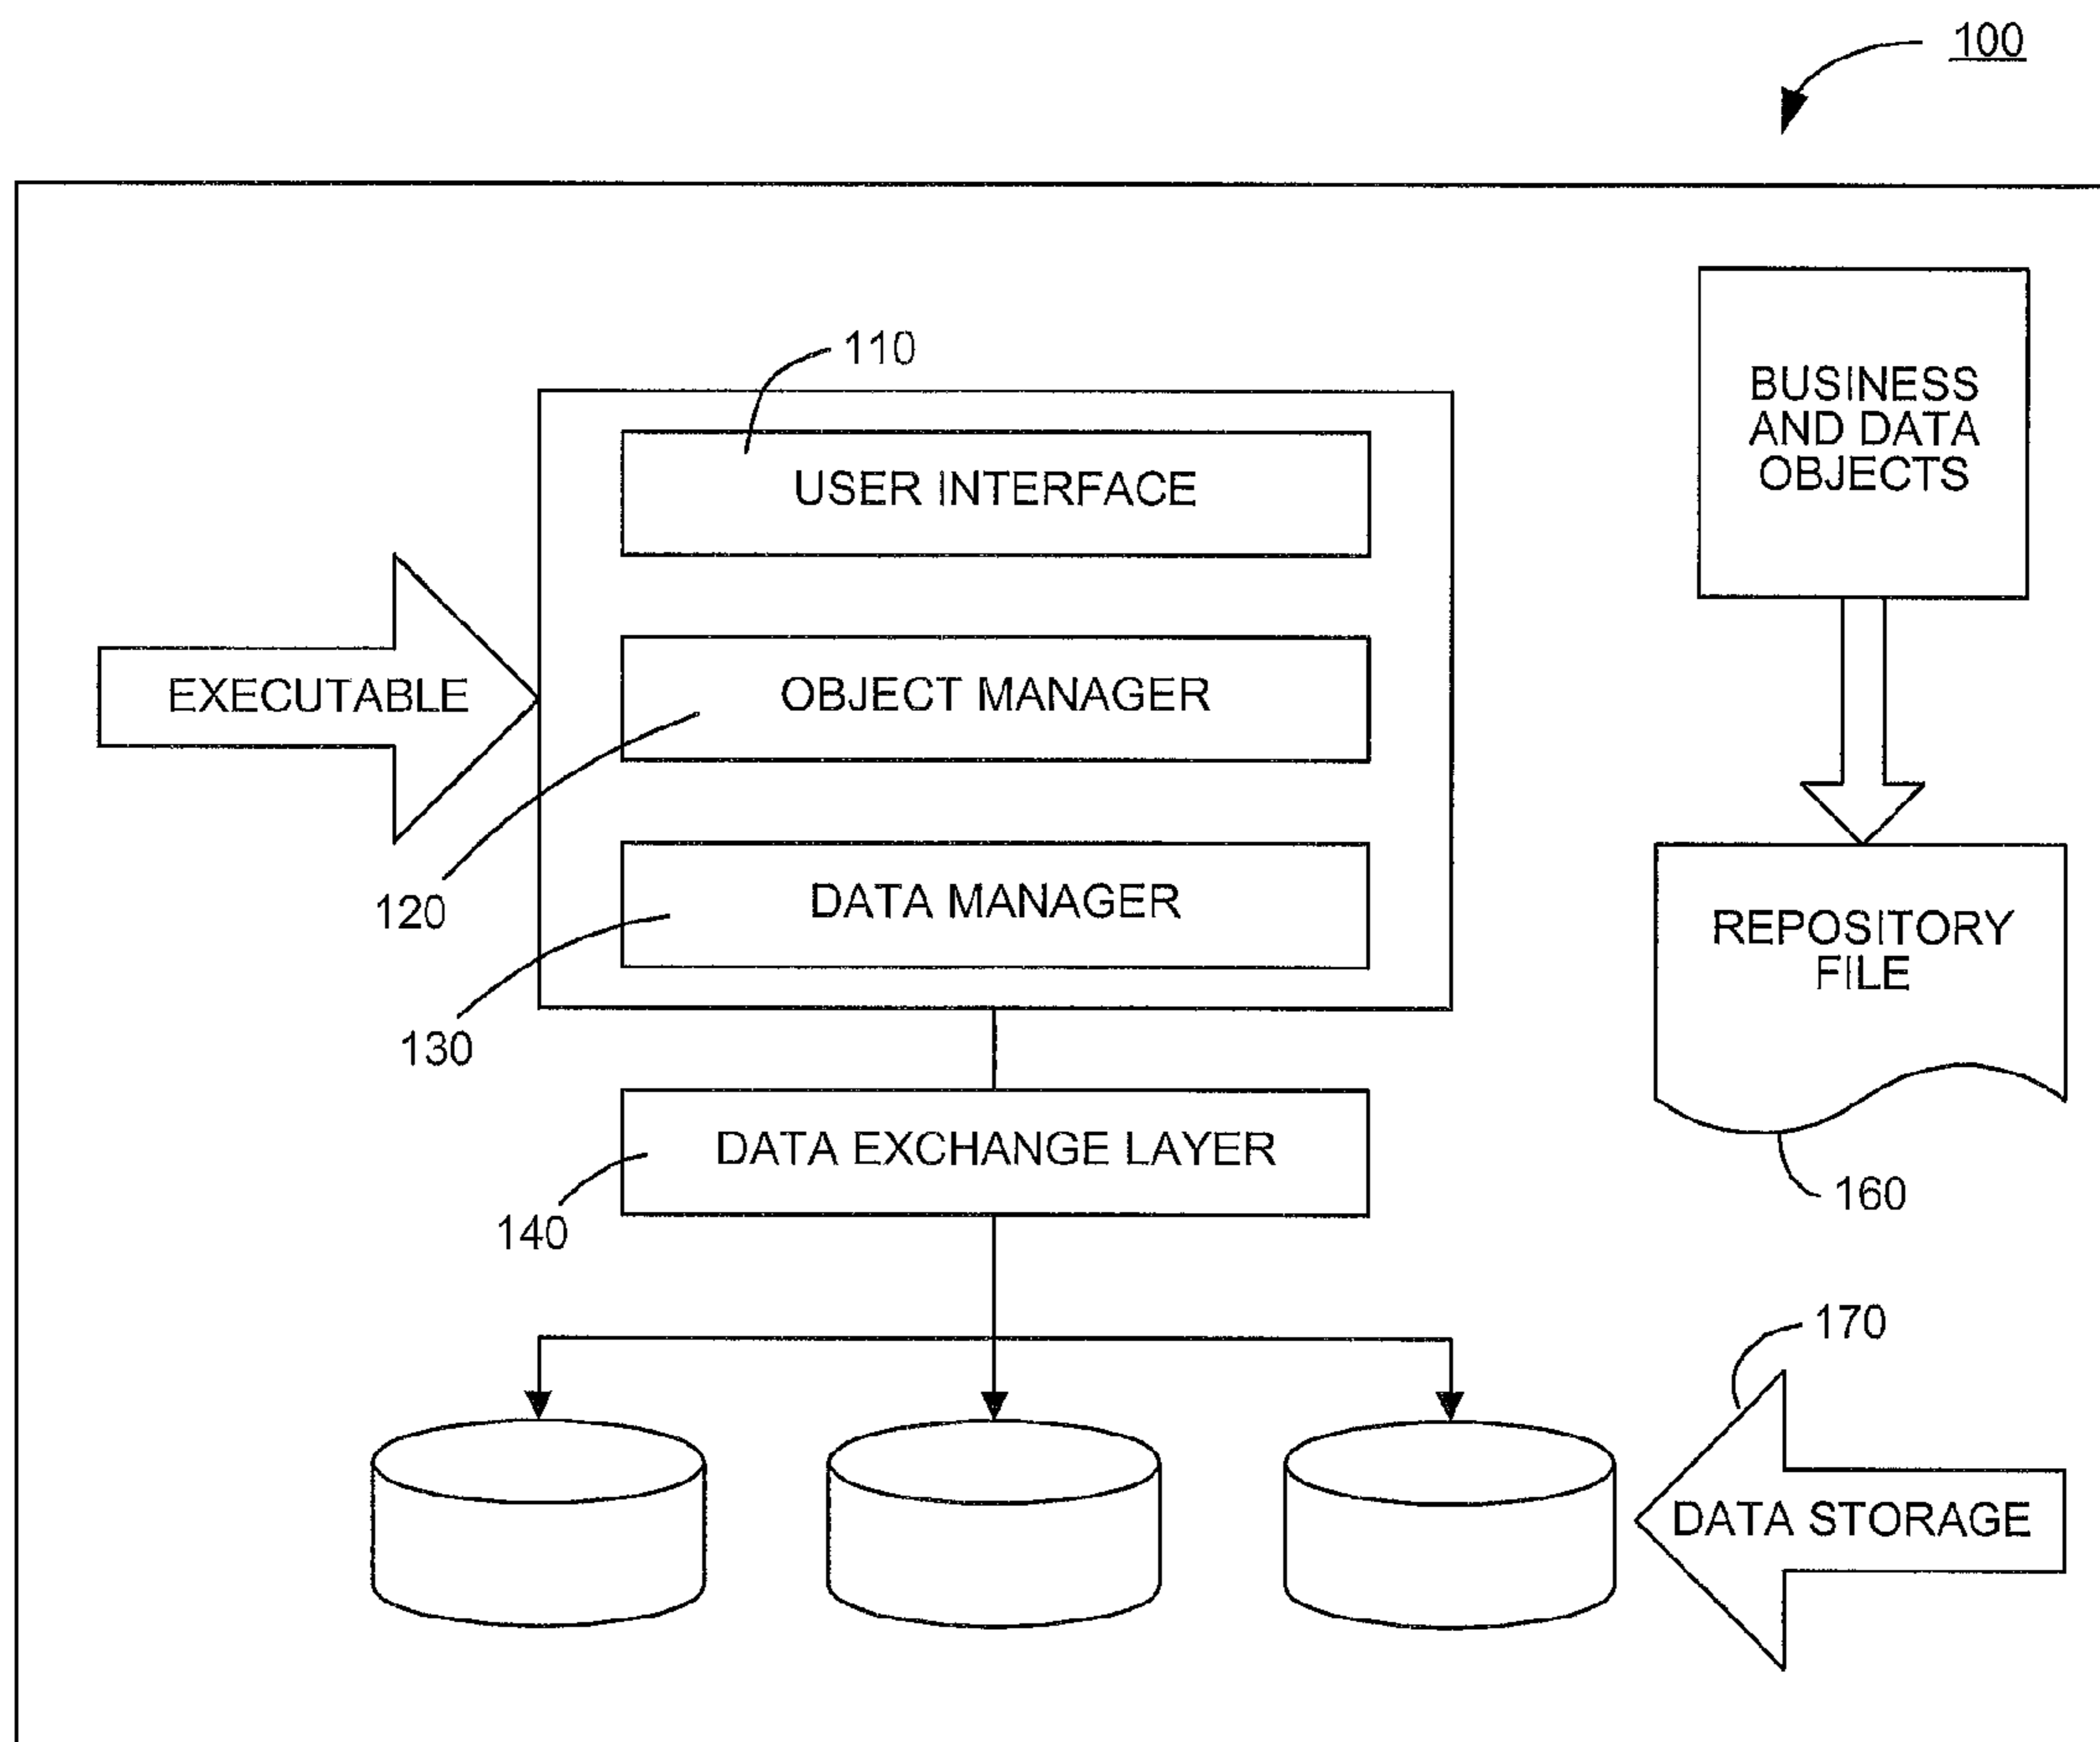 100
110
USER INTERFACE
BUSINESS
AND DATA
OBJECTS
EXECUTABLE
OBJECT MANAGER
120
DATA MANAGER
REPOSITORY
FILE
130
DATA EXCHANGE LAYER
140
160
170
DATA STORAGE